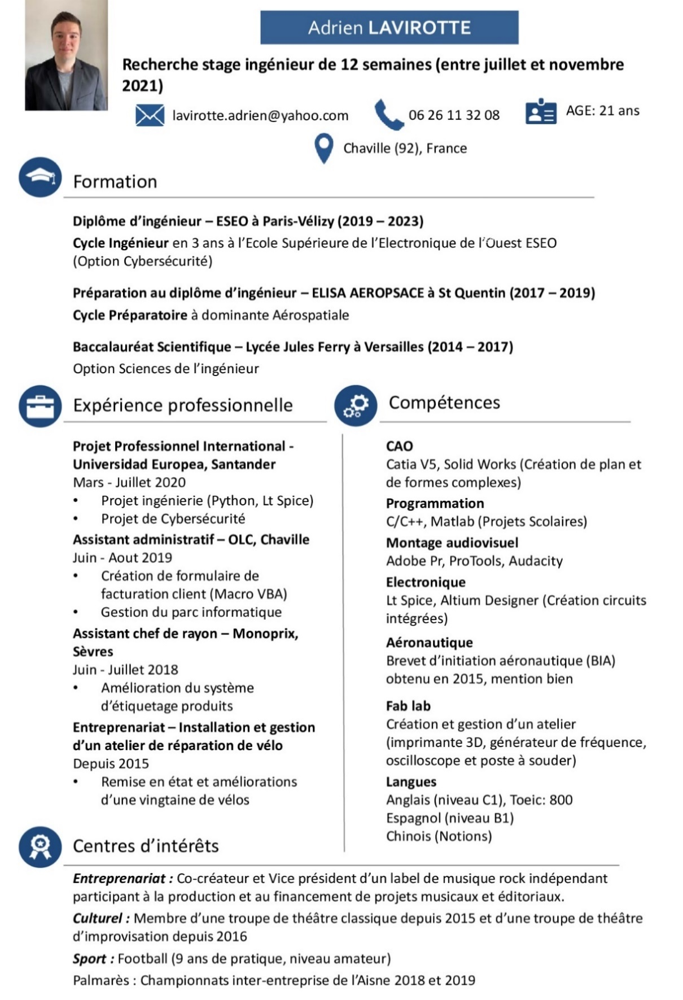 Adrien LAVIROTTE
Recherche stage ingénieur de 12 semaines (entre juillet et novembre
2021)
lavirotte.adrien@yahoo.com
06 26 11 32 08
AGE: 21 ans
Chaville (92), France
Formation
Diplôme d’ingénieur – ESEO à Paris-Vélizy (2019 – 2023)
Cycle Ingénieur en 3 ans à l’Ecole Supérieure de l’Electronique de l’Ouest ESEO
(Option Cybersécurité)
Préparation au diplôme d’ingénieur – ELISA AEROPSACE à St Quentin (2017 – 2019)
Cycle Préparatoire à dominante Aérospatiale
Baccalauréat Scientifique – Lycée Jules Ferry à Versailles (2014 – 2017)
Option Sciences de l’ingénieur
Expérience professionnelle
Projet Professionnel International -
Universidad Europea, Santander
Mars - Juillet 2020
• Projet ingénierie (Python, Lt Spice)
• Projet de Cybersécurité
Assistant administratif – OLC, Chaville
Juin - Aout 2019
• Création de formulaire de
facturation client (Macro VBA)
• Gestion du parc informatique
Assistant chef de rayon – Monoprix,
Sèvres
Juin - Juillet 2018
• Amélioration du système
d’étiquetage produits
Entreprenariat – Installation et gestion
d’un atelier de réparation de vélo
Depuis 2015
• Remise en état et améliorations
d’une vingtaine de vélos
Compétences
CAO
Catia V5, Solid Works (Création de plan et
de formes complexes)
Programmation
C/C++, Matlab (Projets Scolaires)
Montage audiovisuel
Adobe Pr, ProTools, Audacity
Electronique
Lt Spice, Altium Designer (Création circuits
intégrées)
Aéronautique
Brevet d’initiation aéronautique (BIA)
obtenu en 2015, mention bien
Fab lab
Création et gestion d’un atelier
(imprimante 3D, générateur de fréquence,
oscilloscope et poste à souder)
Langues
Anglais (niveau C1), Toeic: 800
Espagnol (niveau B1)
Chinois (Notions)
Centres d’intérêts
Entreprenariat : Co-créateur et Vice président d’un label de musique rock indépendant
participant à la production et au financement de projets musicaux et éditoriaux.
Culturel : Membre d’une troupe de théâtre classique depuis 2015 et d’une troupe de théâtre
d’improvisation depuis 2016
Sport : Football (9 ans de pratique, niveau amateur)
Palmarès : Championnats inter-entreprise de l’Aisne 2018 et 2019